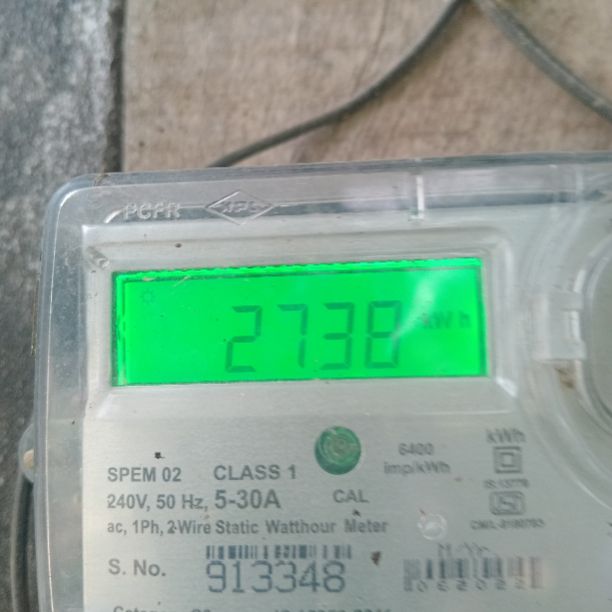 2738 kWh
6400
imp/kWh
kWh
SPEM 02 CLASS 1
240V, 50 Hz, 5-30A CAL
ac, 1Ph, 2-Wire Static Watthour Meter
S. No. 913348
M/Yr.